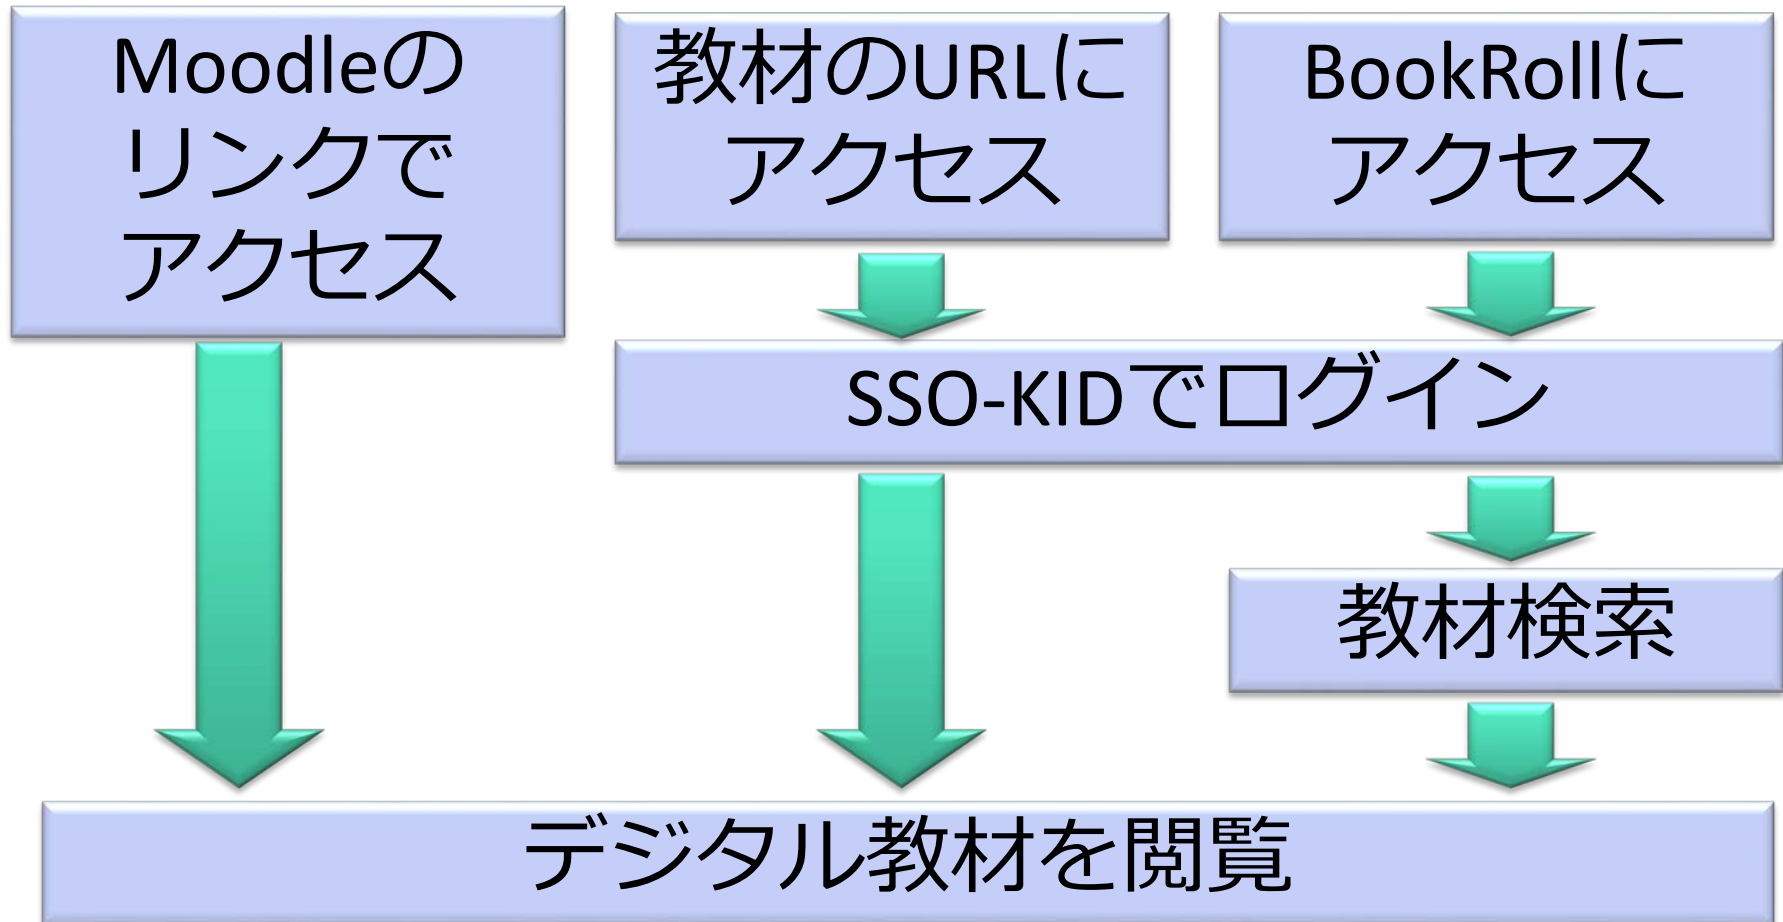 Moodleの
リンクで
アクセス
教材のURLに
アクセス
BookRollに
アクセス
SSO-KIDでログイン
教材検索
デジタル教材を閲覧